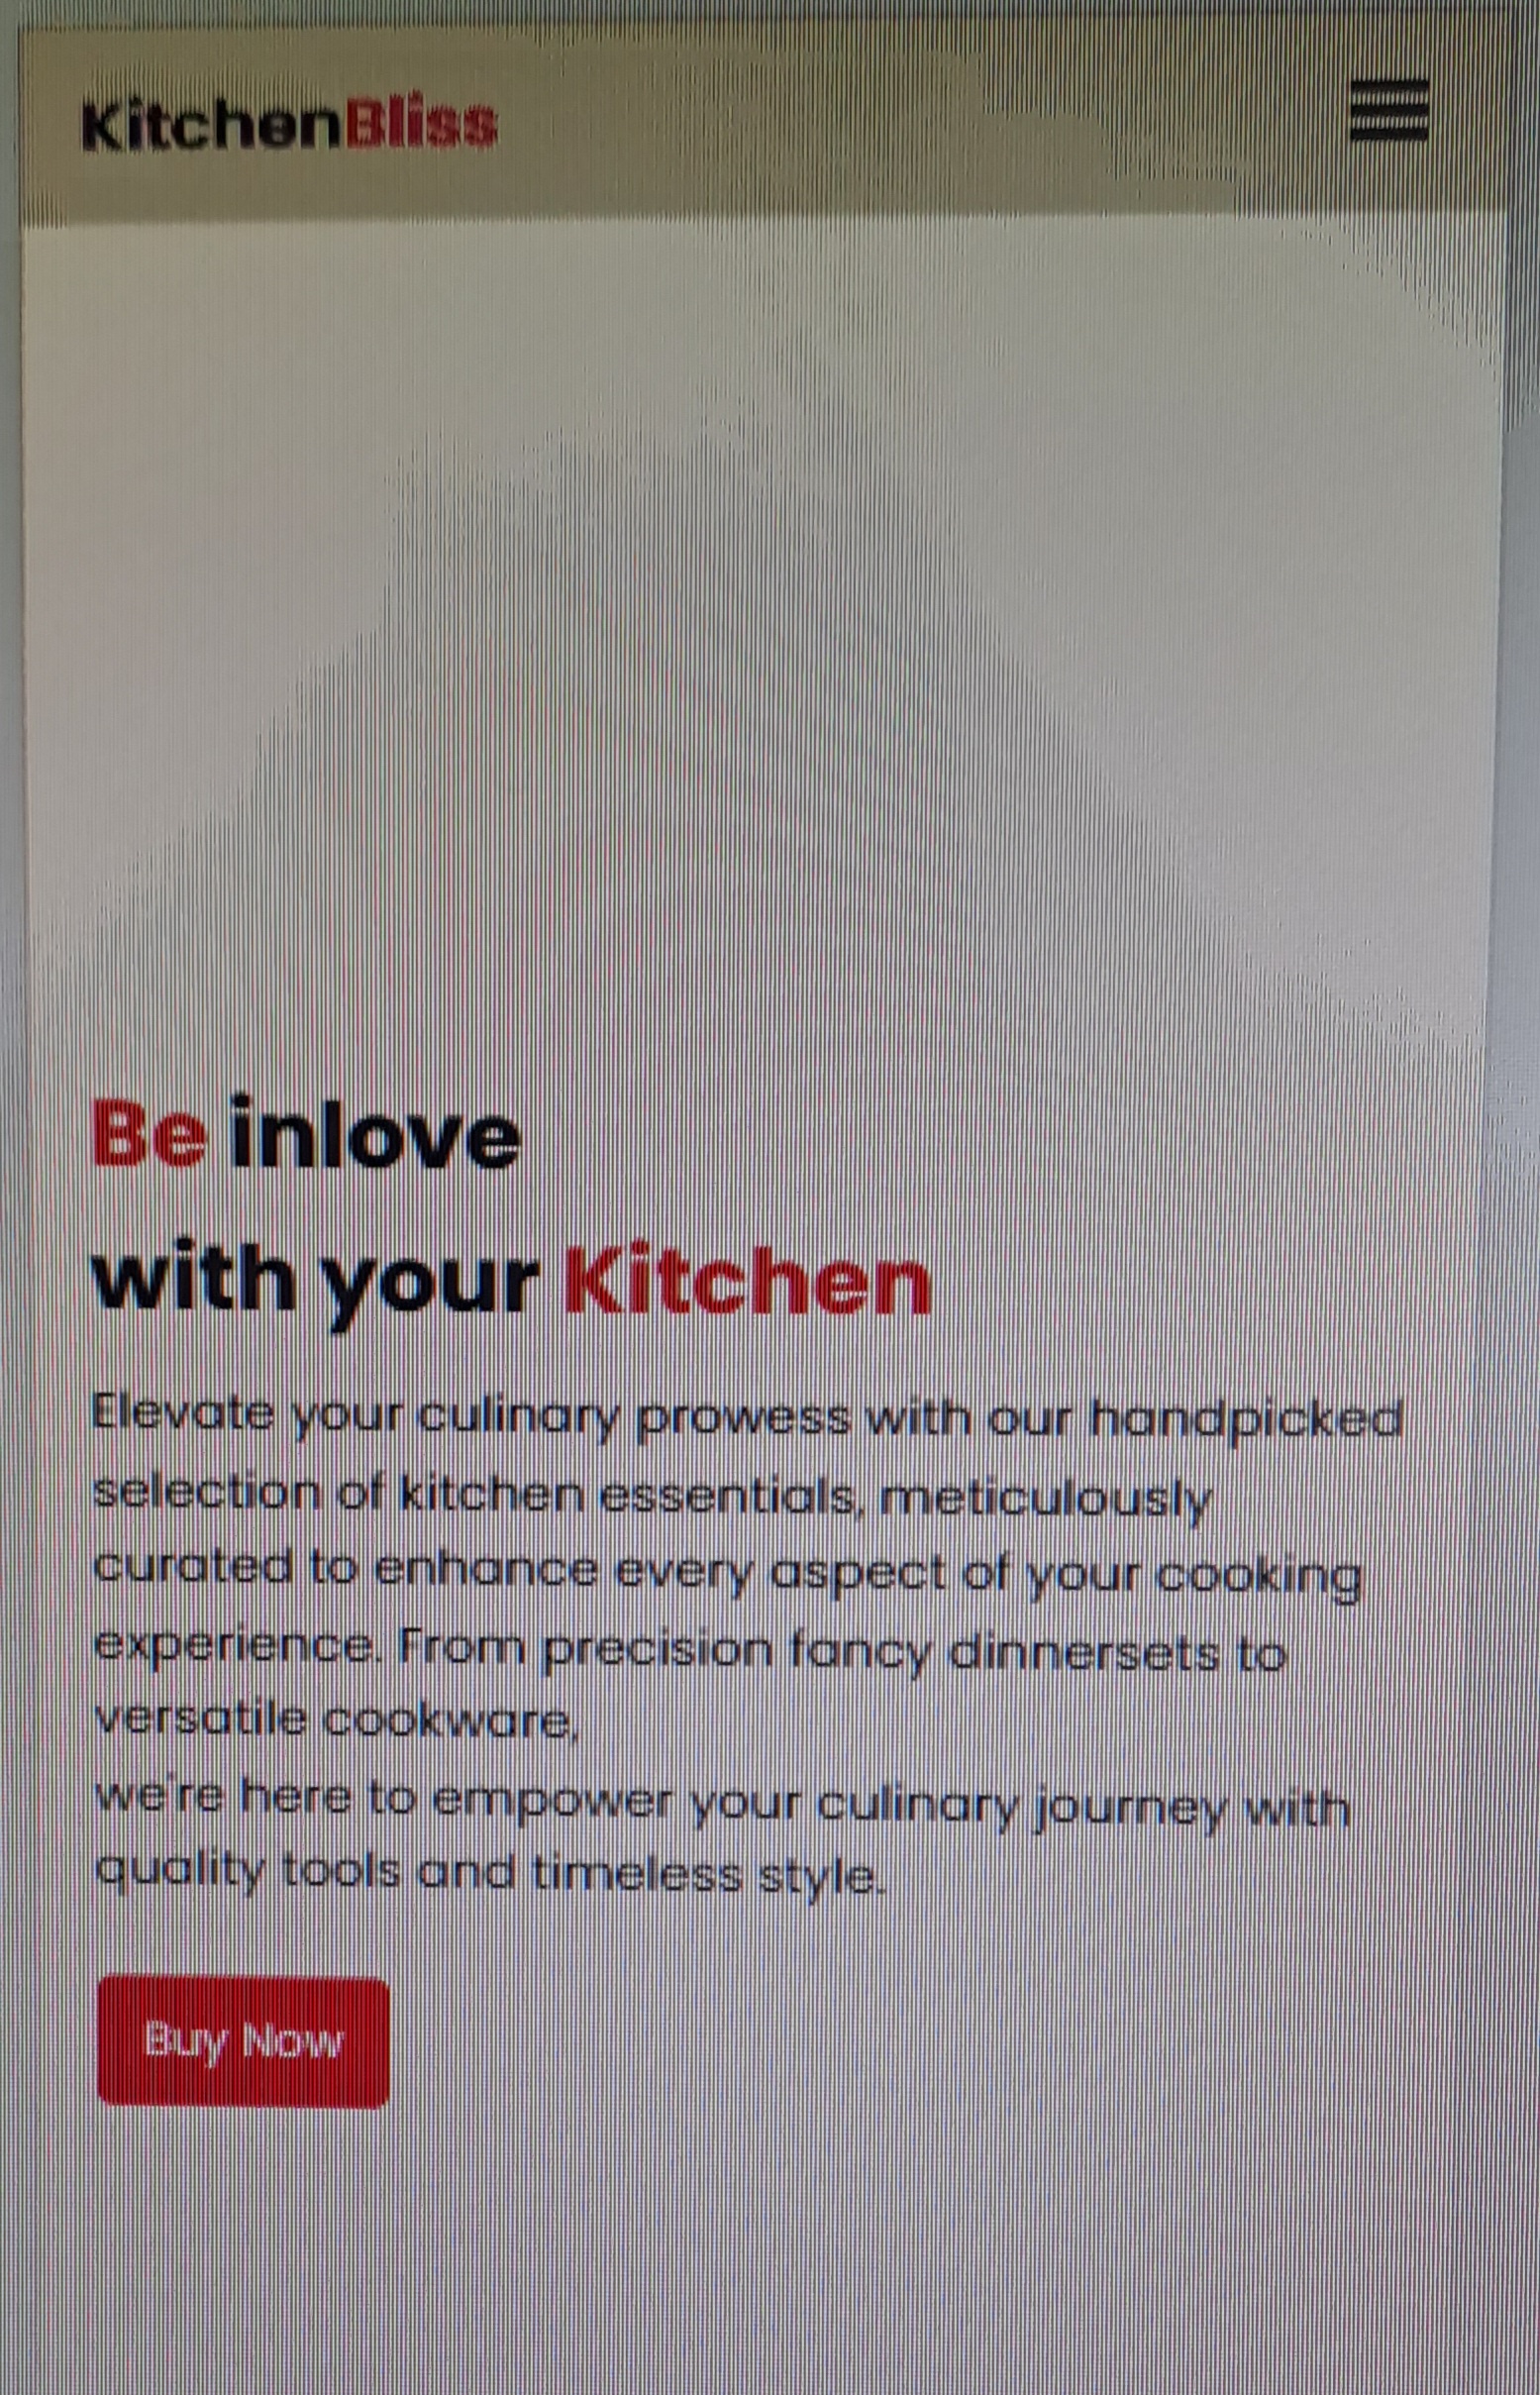 KitchenBliss
Be inlove
with your Kitchen
Elevate your culinary prowess with our handpicked
selection of kitchen essentials, meticulously
curated to enhance every aspect of your cooking
experience. From precision fancy dinnersets to
versatile cookware,
we're here to empower your culinary journey with
quality tools and timeless style.
Buy Now